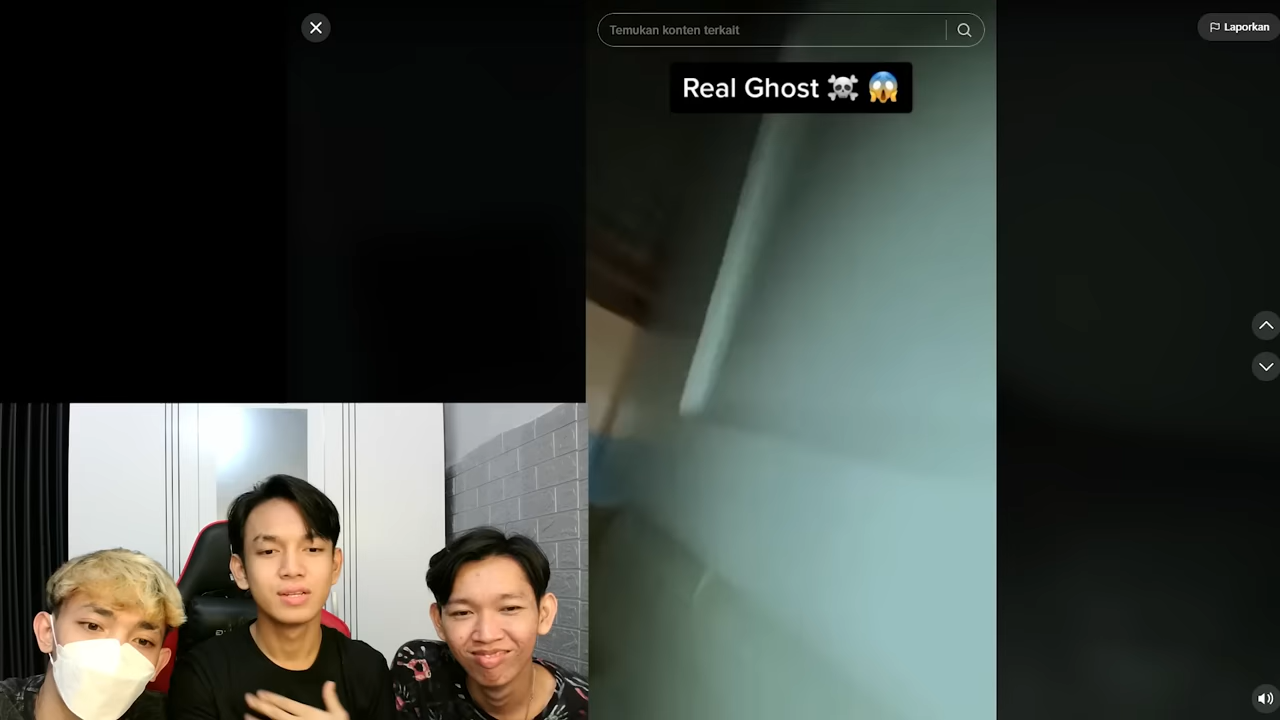 Temukan konten terkait
Laporkan
Real Ghost ☠️ 😱